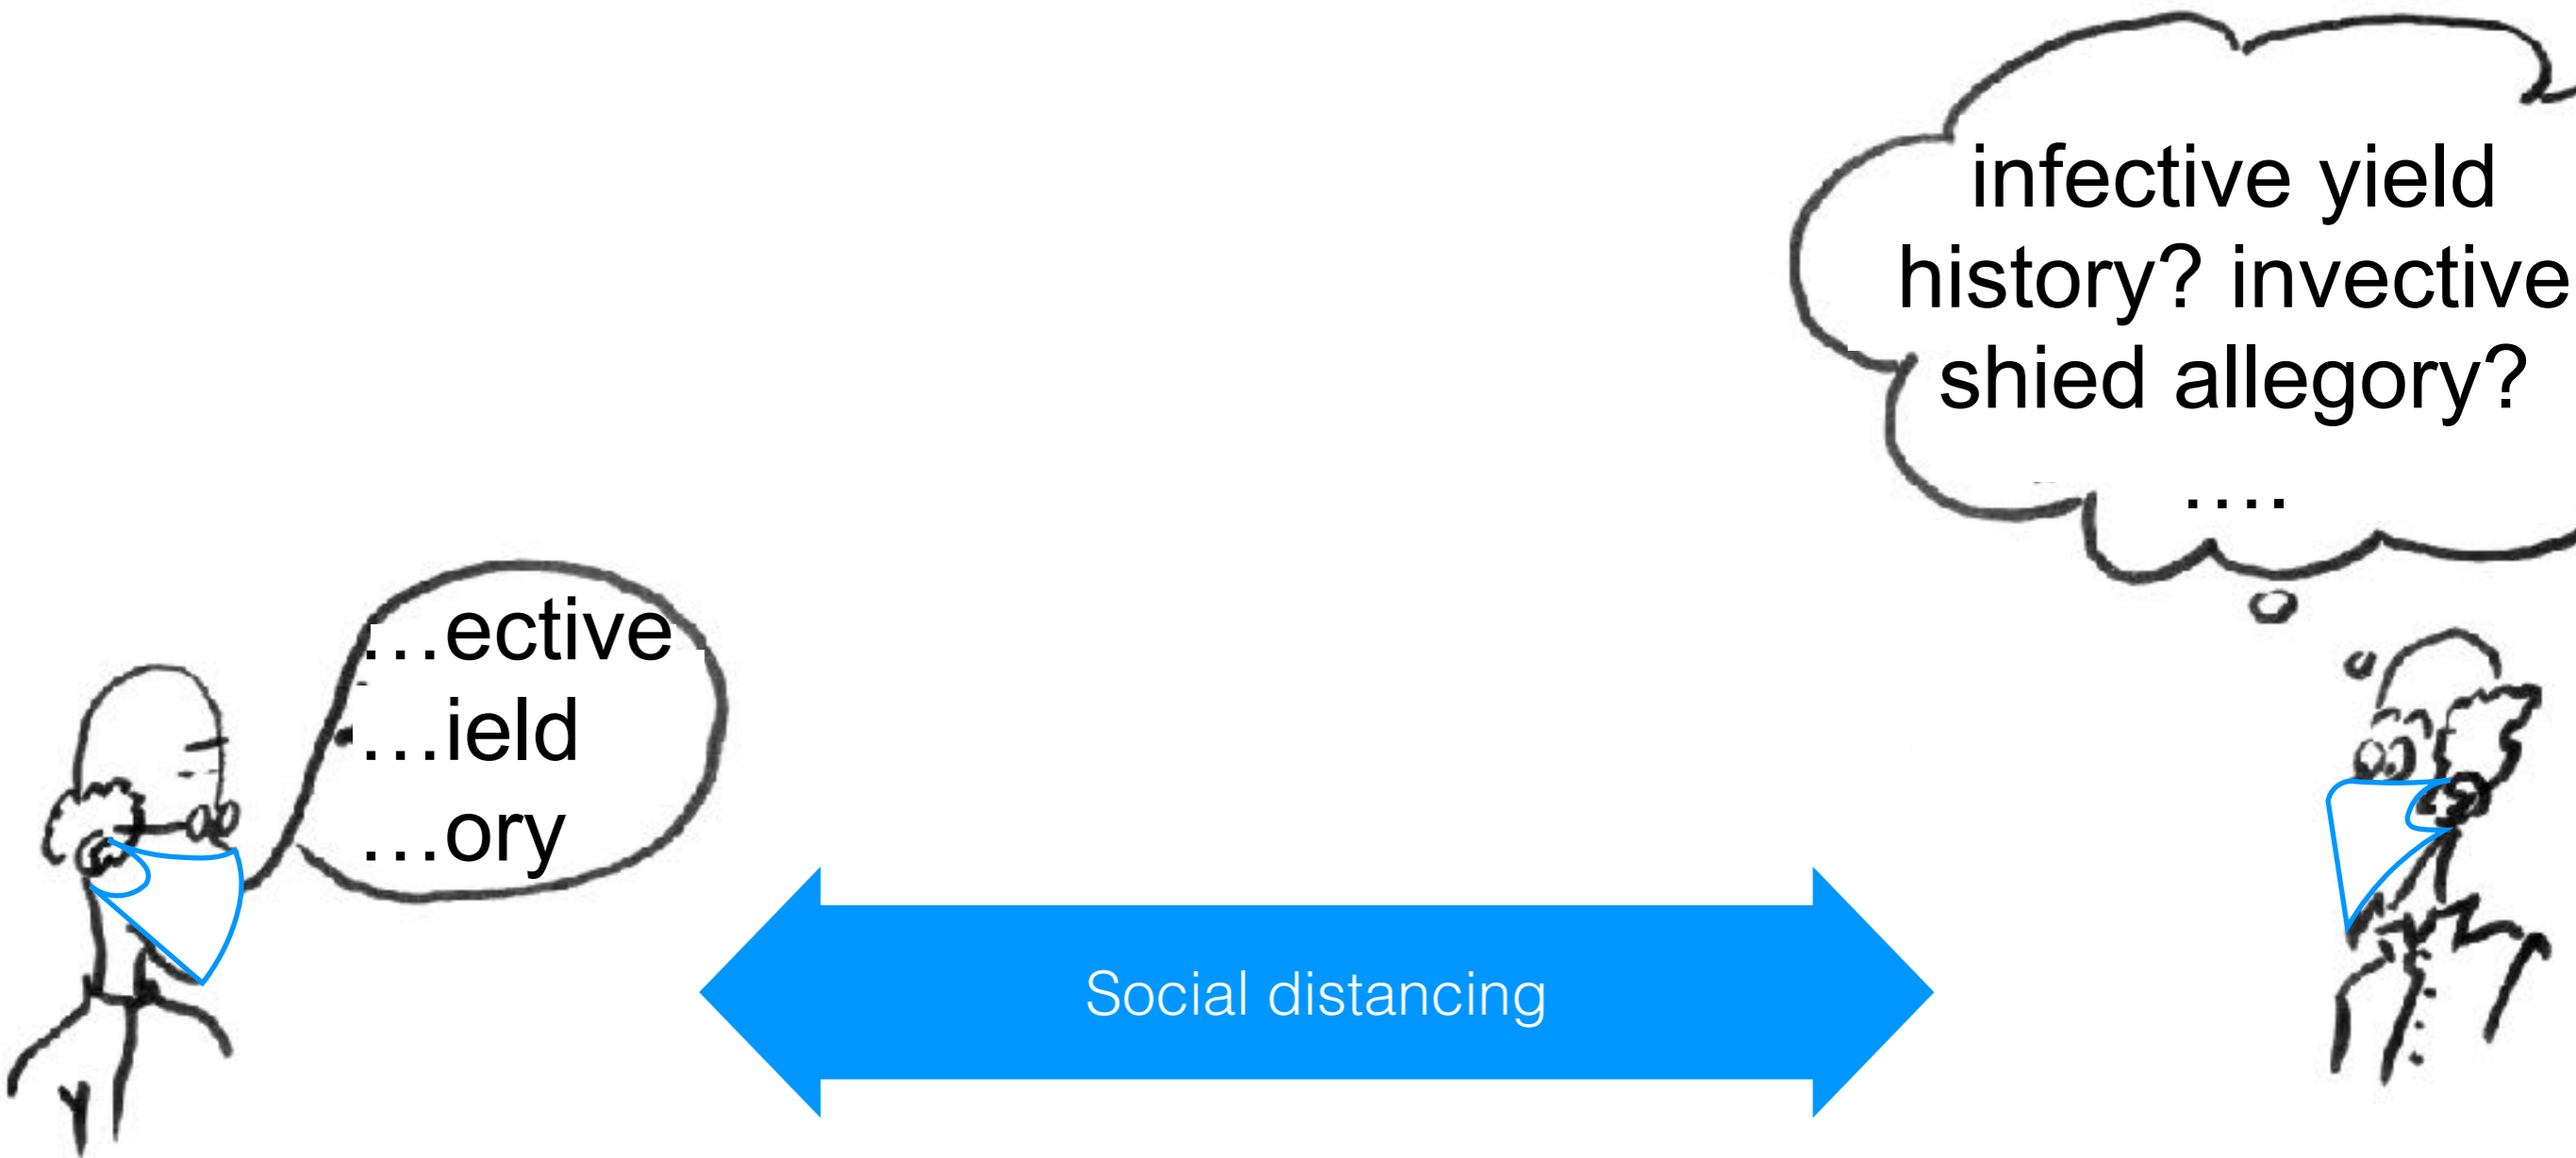 infective yield
history? invective
shied allegory?
....
...ective
...ield
...ory
Social distancing